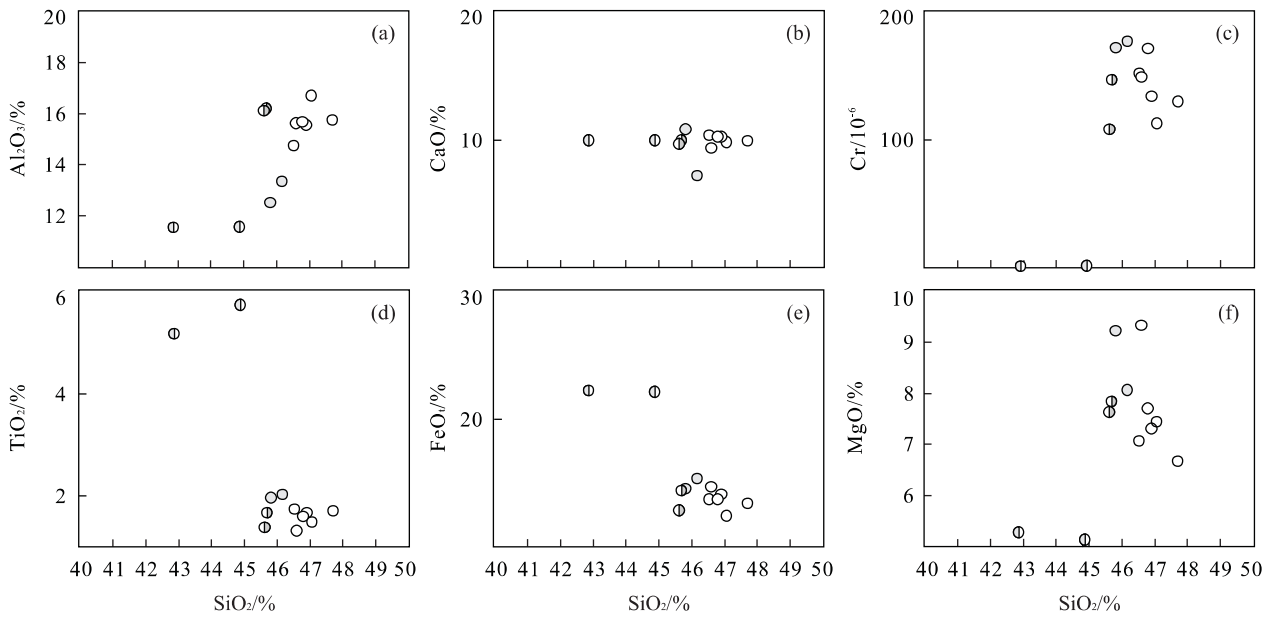 20
18
16
14
12
Al₂O₃/%
(a)
20
10
CaO/%
(b)
200
100
Cr/10⁻⁶
(c)
6
4
2
TiO₂/%
(d)
40 41 42 43 44 45 46 47 48 49 50
SiO₂/%
30
20
FeOₜ/%
(e)
40 41 42 43 44 45 46 47 48 49 50
SiO₂/%
10
9
8
7
6
MgO/%
(f)
40 41 42 43 44 45 46 47 48 49 50
SiO₂/%